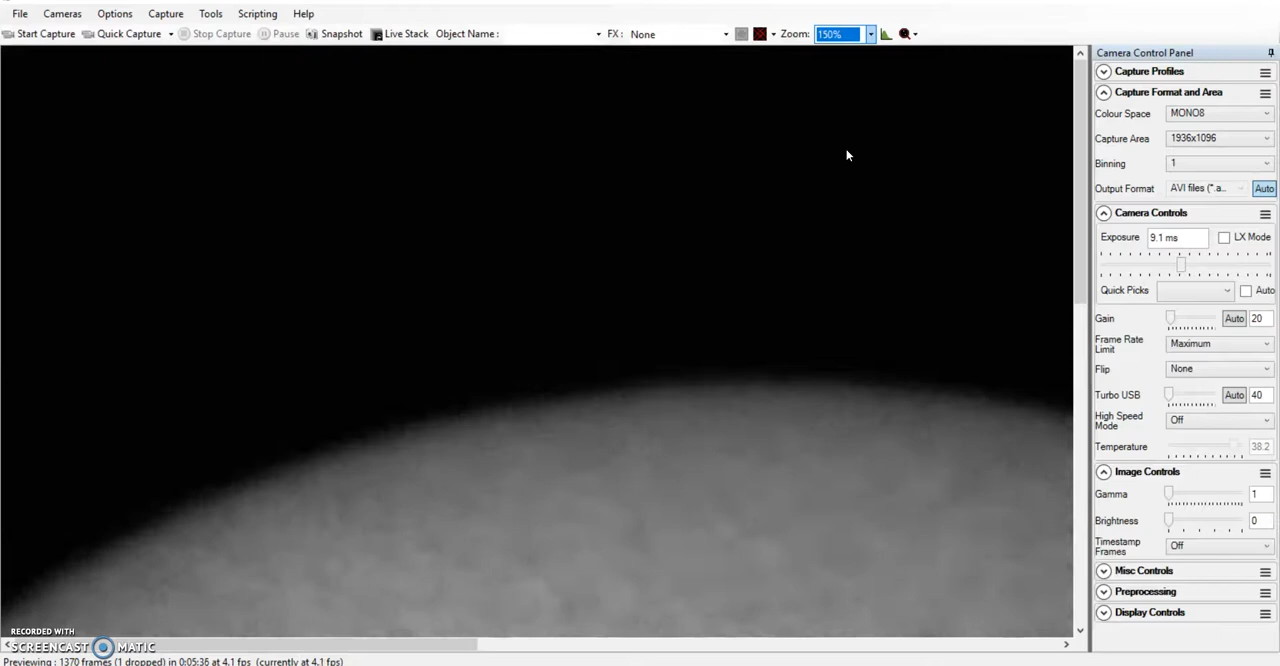 File Cameras Options Capture Tools Scripting Help
Start Capture Quick Capture Stop Capture Pause Snapshot Live Stack Object Name : FX : None Zoom: 150%
Camera Control Panel
Capture Profiles
Capture Format and Area
Colour Space MONO8
Capture Area 1936x1096
Binning 1
Output Format AVI files (*.a... Auto
Camera Controls
Exposure 9.1 ms LX Mode
Quick Picks Auto
Gain Auto 20
Frame Rate Limit Maximum
Flip None
Turbo USB Auto 40
High Speed Mode Off
Temperature 38.2
Image Controls
Gamma 1
Brightness 0
Timestamp Frames Off
Misc Controls
Preprocessing
Display Controls
RECORDED WITH
SCREENCAST MATIC
Previewing : 1370 frames (1 dropped) in 0:05:36 at 4.1 fps (currently at 4.1 fps)